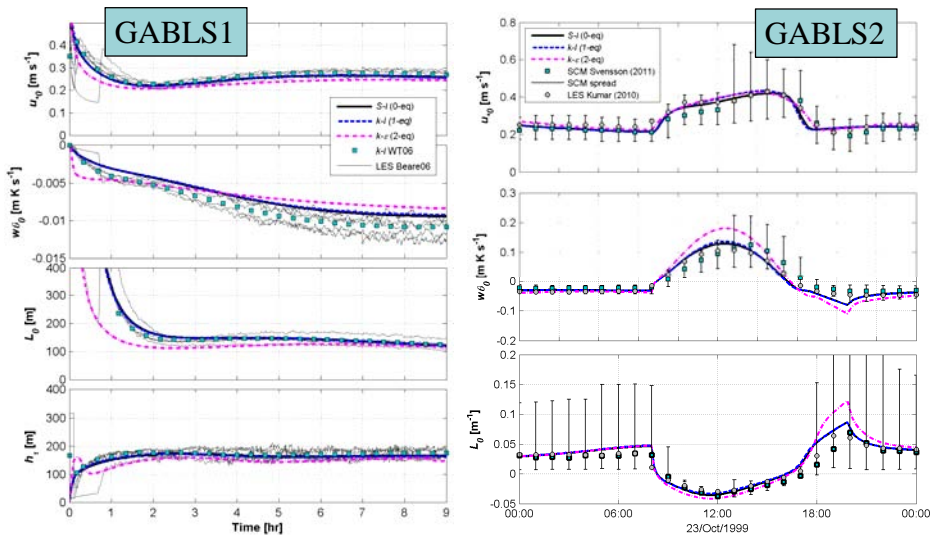 GABLS1
0.4
0.3
0.2
0.1
0
u*0 [m s-1]
S-l (0-eq)
k-l (1-eq)
k-ε (2-eq)
k-l WT06
LES Beare06
0
-0.005
-0.01
-0.015
wθ0 [m K s-1]
400
300
200
100
0
L0 [m]
400
300
200
100
0
0 1 2 3 4 5 6 7 8 9
Time [hr]
GABLS2
0.8
0.6
0.4
0.2
0
u*0 [m s-1]
S-l (0-eq)
k-l (1-eq)
k-ε (2-eq)
SCM Svensson (2011)
SCM spread
LES Kumar (2010)
0.3
0.2
0.1
0
-0.1
-0.2
wθ0 [m K s-1]
0.2
0.15
0.1
0.05
0
-0.05
L0 [m-1]
00:00 06:00 12:00 18:00 00:00
23/Oct/1999